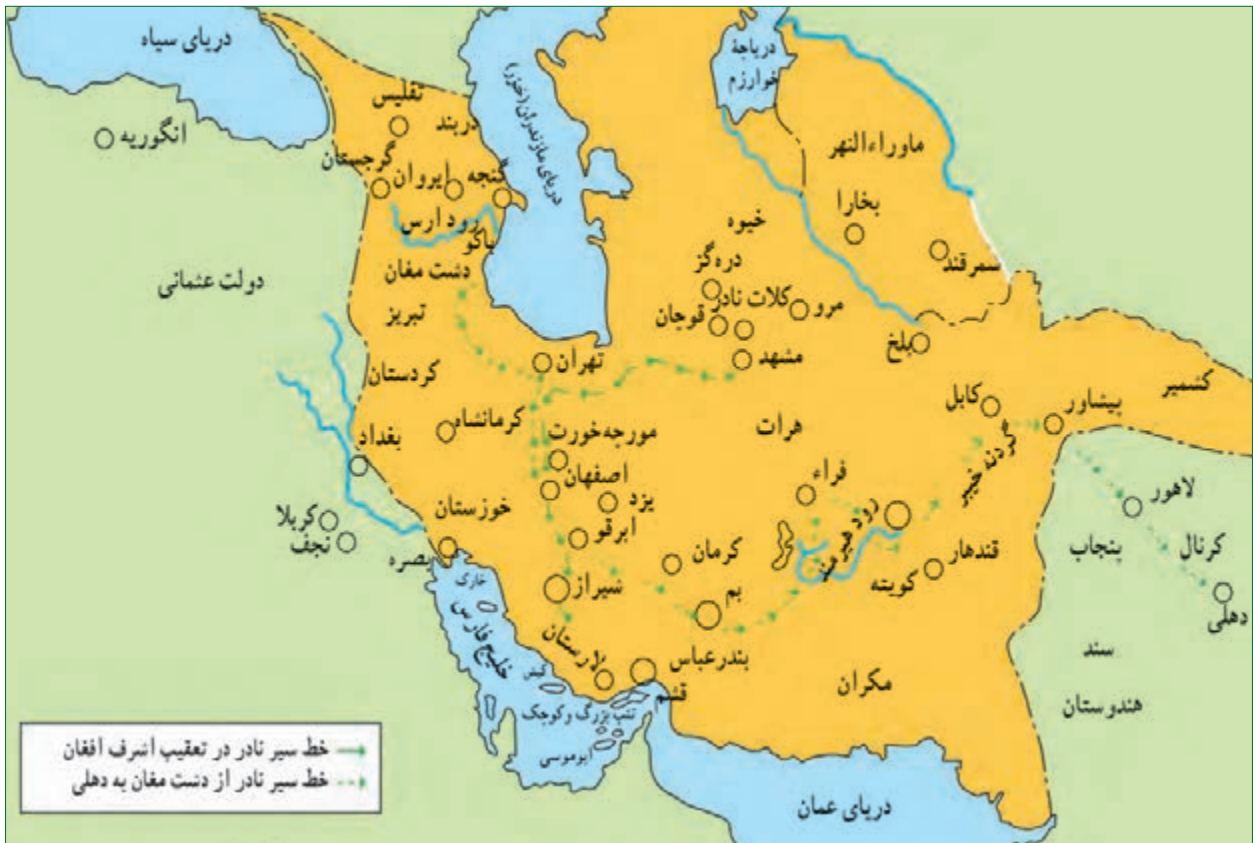 دریای سیاه
انگوریه
دولت عثمانی
تفلیس
دربند
گرجستان
ایروان
گنجه
رود ارس
باکو
دشت مغان
تبریز
دریای مازندران (خزر)
دریاچهٔ
خوارزم
ماوراءالنهر
بخارا
سمرقند
خیوه
دره‌گز
کلات نادر
قوچان
مرو
مشهد
بلخ
تهران
کردستان
کرمانشاه
بغداد
مورچه‌خورت
اصفهان
یزد
ابرقو
هرات
فراه
کابل
پیشاور
کشمیر
گردنه خیبر
رود هیرمند
قندهار
کویته
لاهور
کرنال
پنجاب
دهلی
سند
هندوستان
کربلا
نجف
خوزستان
بصره
خارک
خلیج فارس
شیراز
کرمان
بم
لارستان
بندرعباس
کیش
قشم
تنب بزرگ و کوچک
ابوموسی
مکران
دریای عمان
خط سیر نادر در تعقیب اشرف افغان
خط سیر نادر از دشت مغان به دهلی